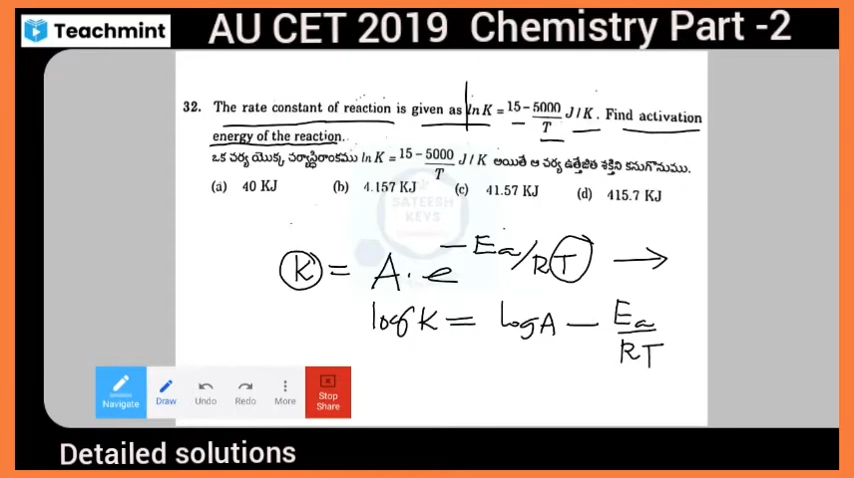 Teachmint
AU CET 2019 Chemistry Part -2
32. The rate constant of reaction is given as ln K = 15 - 5000/T J / K. Find activation
energy of the reaction.
ఒక చర్య యొక్క ln K = 15 - 5000/T J / K అయితే ఆ చర్య ఉత్తేజిత శక్తిని కనుగొనుము.
(a) 40 KJ (b) 4.157 KJ (c) 41.57 KJ (d) 415.7 KJ
SATEESH
KEYS
K = A. e^-Ea/RT →
log K = log A - Ea/RT
Navigate Draw Undo Redo More Stop
Share
Detailed solutions